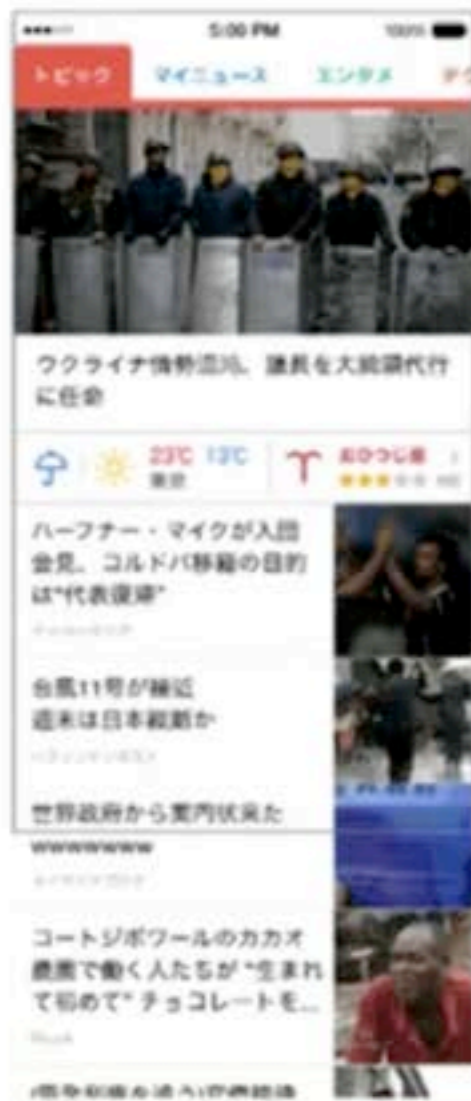 5:00 PM
100%
トピック
マイニュース
エンタメ
テク
ウクライナ情勢 議長を大統領代行
に任命
23℃ 13℃
東京
おひつじ座
ハーフナー・マイクが入団
会見。コルドバ移籍の目的
は“代表復帰”
台風11号が接近
週末は日本縦断か
世界政府から案内状来た
wwwwwwww
コートジボワールのカカオ
農園で働く人たちが “生まれ
て初めて” チョコレートを...